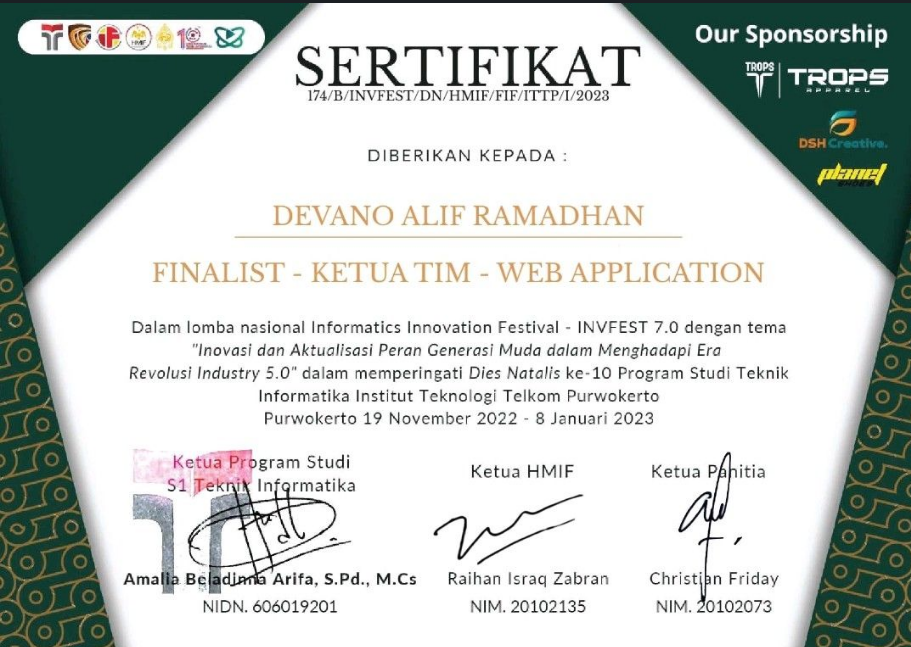 Our Sponsorship
SERTIFIKAT
174/B/INVFEST/DN/HMIF/FIF/ITTP/I/2023
TROPS
TROPS
APPAREL
DSH Creative.
planet
SHOES
DIBERIKAN KEPADA :
DEVANO ALIF RAMADHAN
FINALIST - KETUA TIM - WEB APPLICATION
Dalam lomba nasional Informatics Innovation Festival - INVFEST 7.0 dengan tema
"Inovasi dan Aktualisasi Peran Generasi Muda dalam Menghadapi Era
Revolusi Industry 5.0" dalam memperingati Dies Natalis ke-10 Program Studi Teknik
Informatika Institut Teknologi Telkom Purwokerto
Purwokerto 19 November 2022 - 8 Januari 2023
Ketua Program Studi
S1 Teknik Informatika
Amalia Beladinna Arifa, S.Pd., M.Cs
NIDN. 606019201
Ketua HMIF
Raihan Israq Zabran
NIM. 20102135
Ketua Panitia
Christian Friday
NIM. 20102073